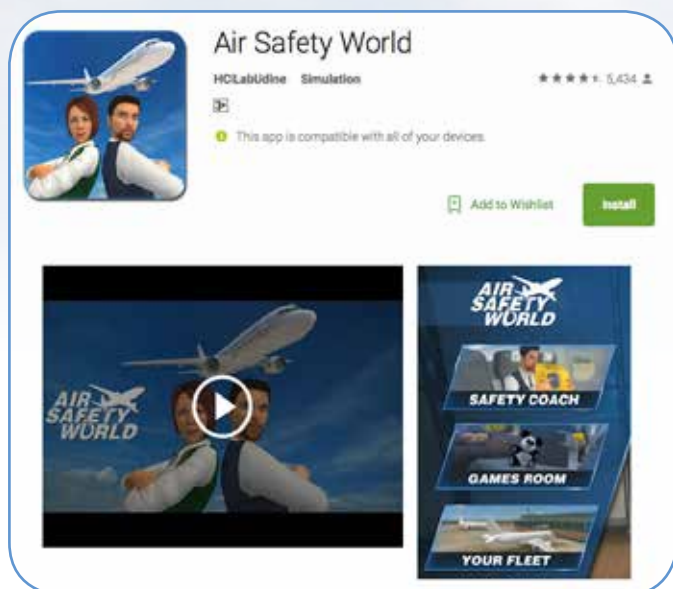 Air Safety World
HCILabUdine Simulation 5,434
3+
This app is compatible with all of your devices.
Add to Wishlist Install
AIR
SAFETY
WORLD
AIR
SAFETY
WORLD
SAFETY COACH
GAMES ROOM
YOUR FLEET